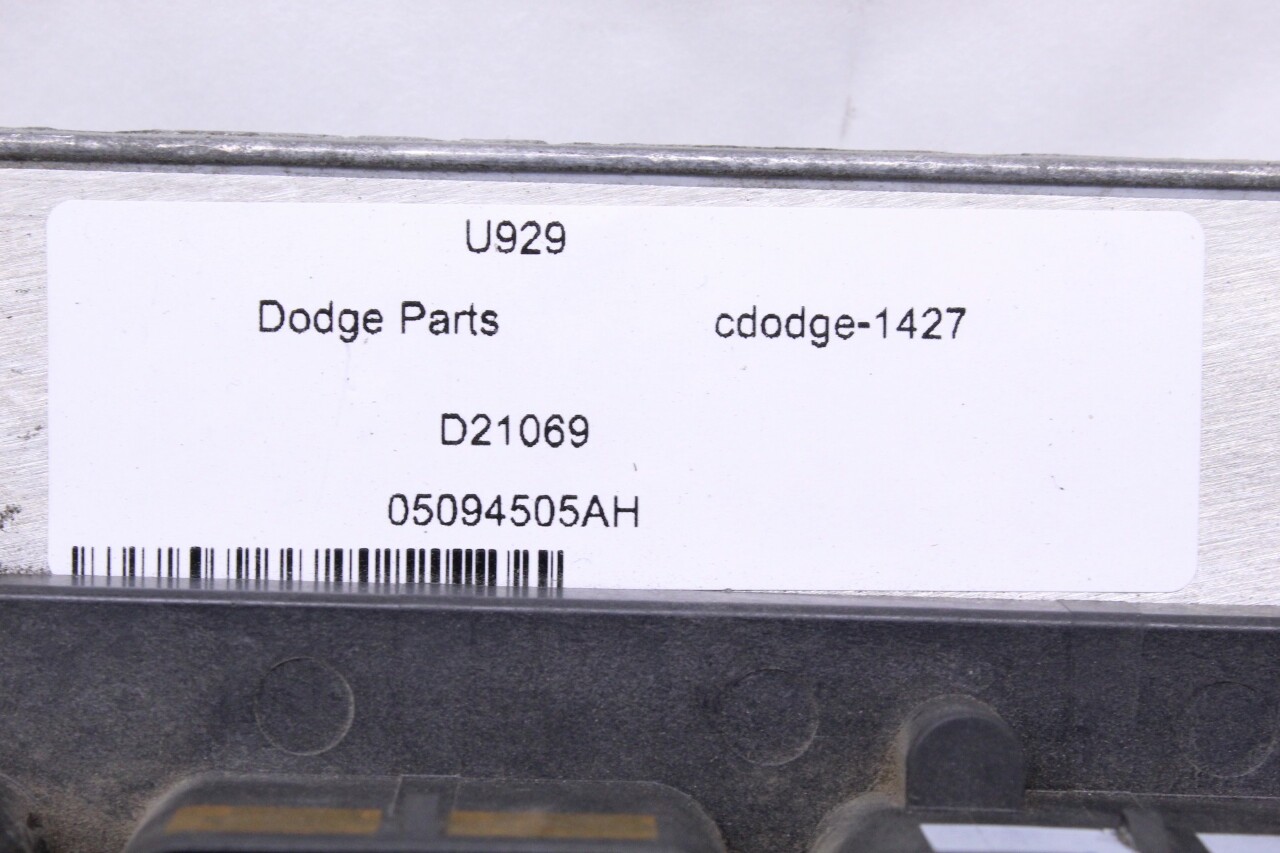 U929
Dodge Parts cdodge-1427
D21069
05094505AH